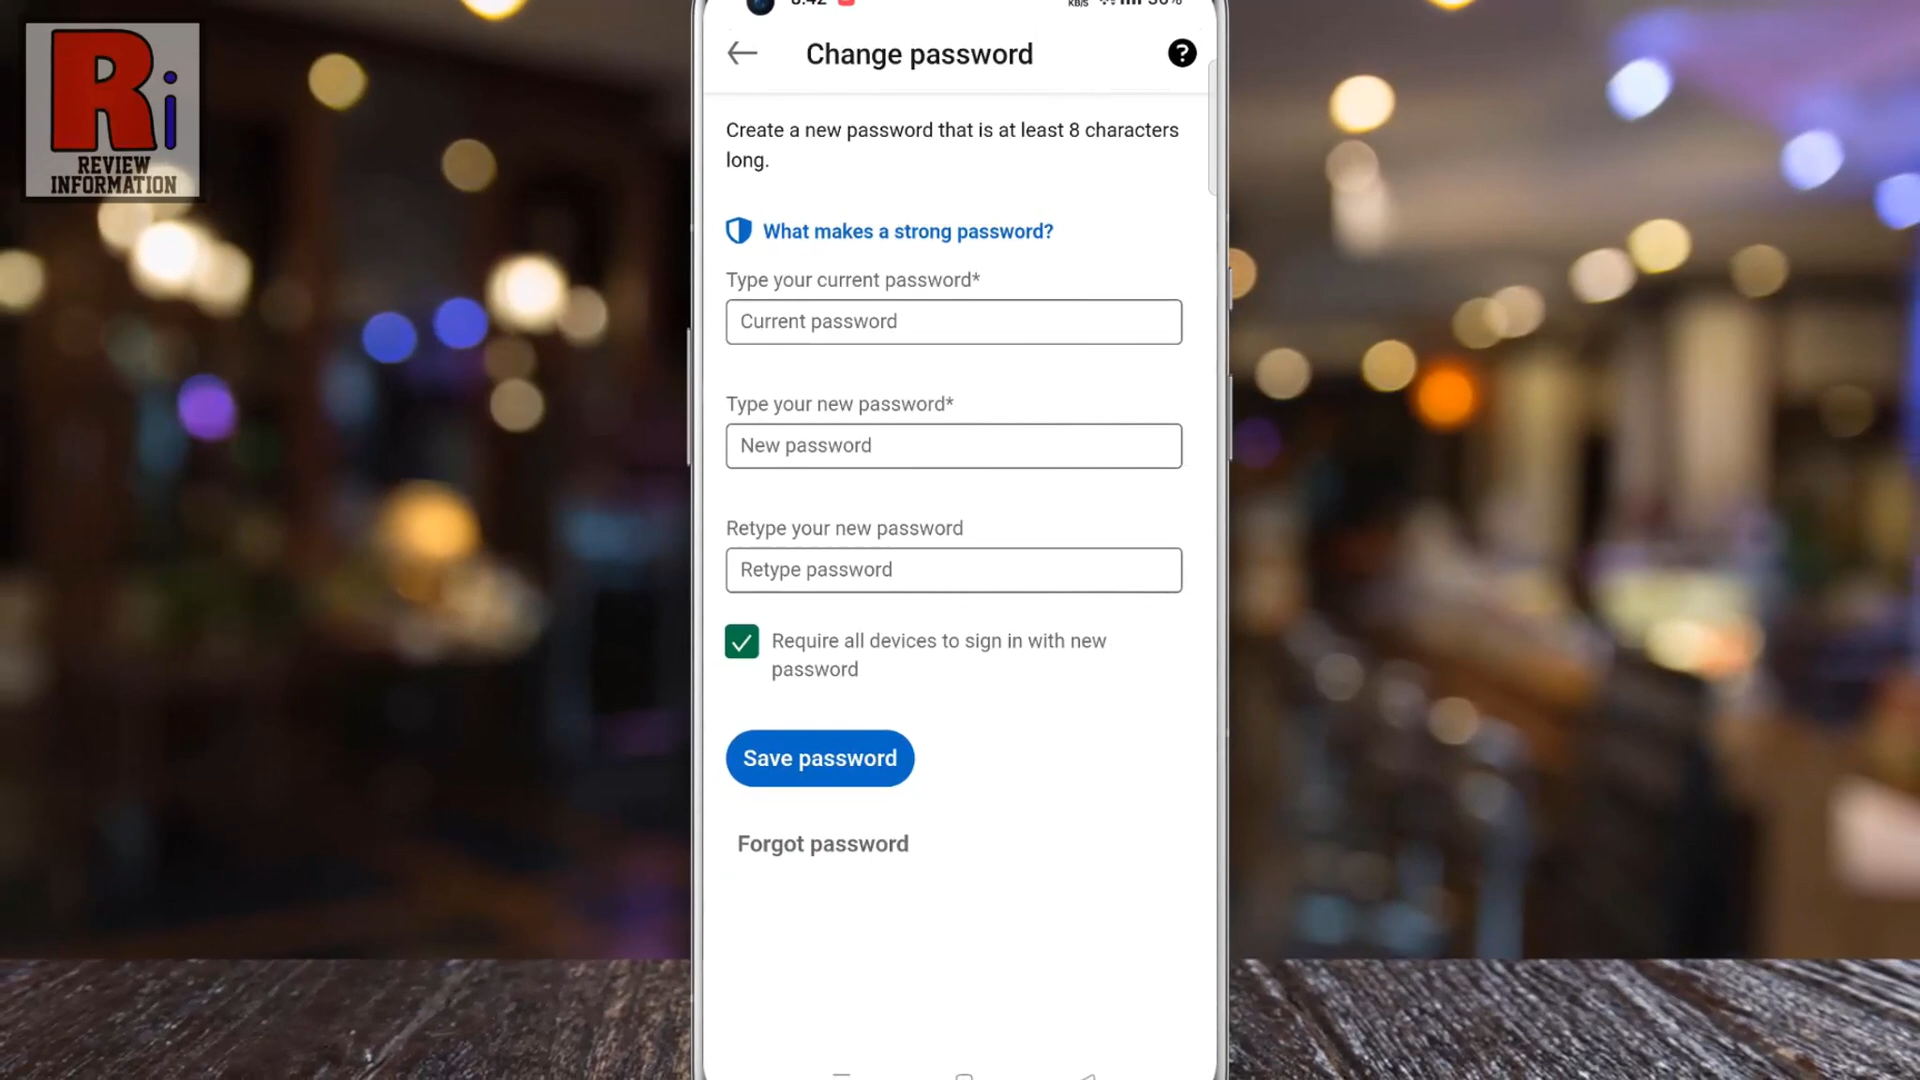 Ri
REVIEW
INFORMATION
Change password
?
Create a new password that is at least 8 characters
long.
What makes a strong password?
Type your current password*
Current password
Type your new password*
New password
Retype your new password
Retype password
Require all devices to sign in with new
password
Save password
Forgot password